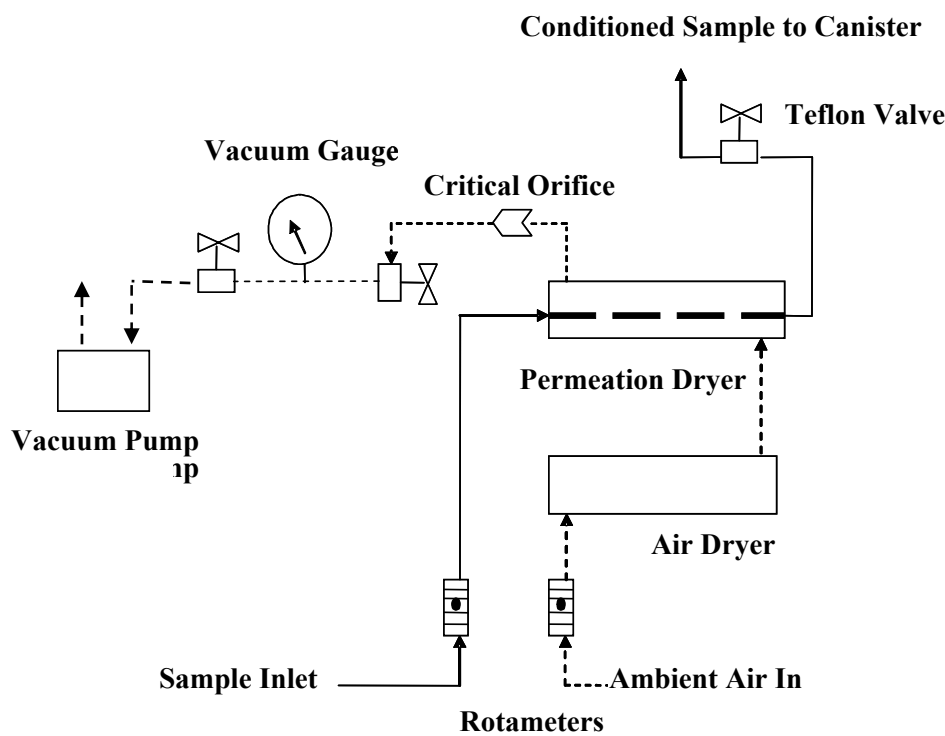 Conditioned Sample to Canister
Teflon Valve
Vacuum Gauge
Critical Orifice
Permeation Dryer
Vacuum Pump
Air Dryer
Sample Inlet
Ambient Air In
Rotameters